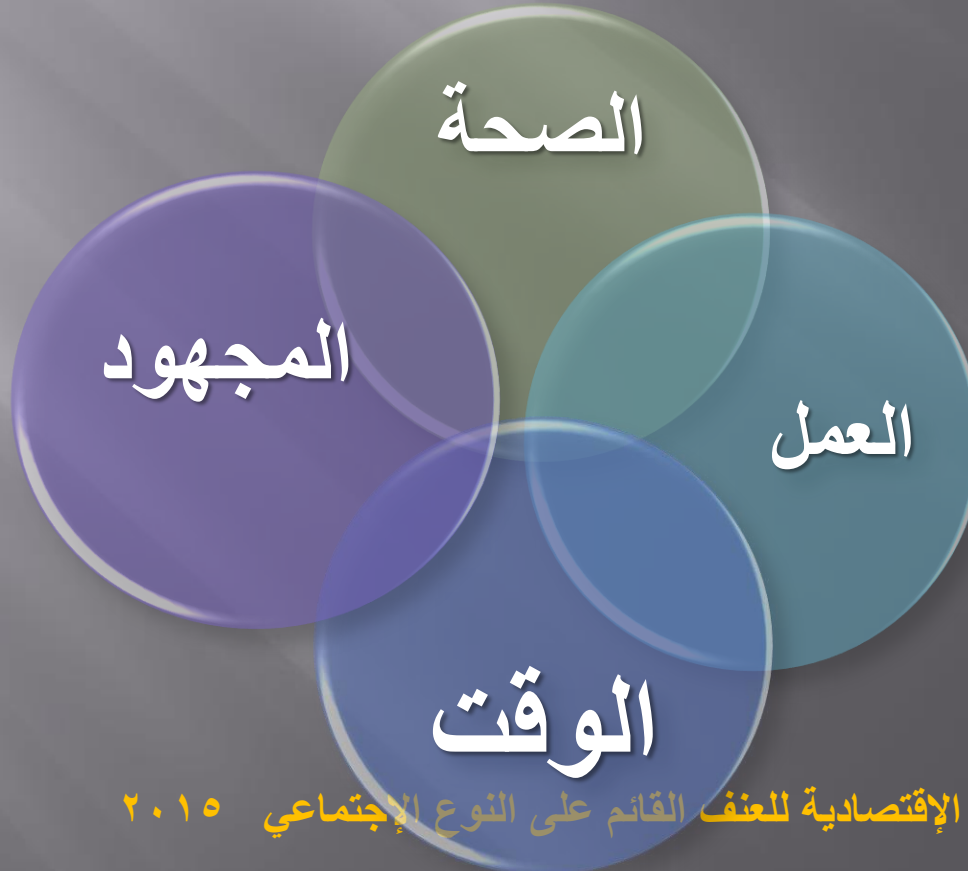 الصحة
العمل
المجهود
الوقت
الإقتصادية للعنف القائم على النوع الإجتماعي ٢٠١٥